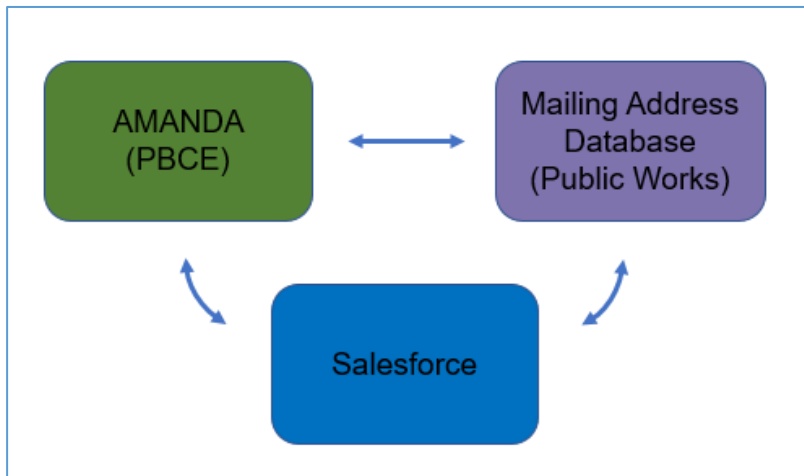 AMANDA
(PBCE)
Mailing Address
Database
(Public Works)
Salesforce